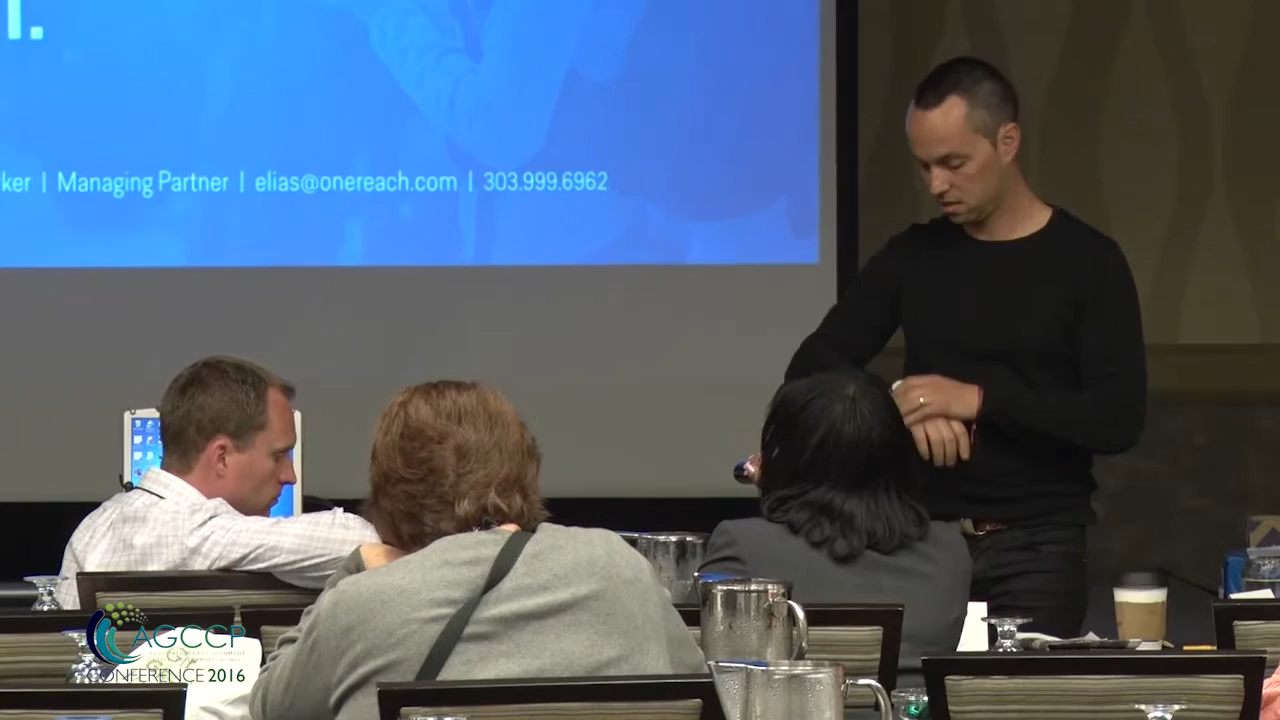 ker | Managing Partner | elias@onereach.com | 303.999.6962
AGCCP
CONFERENCE 2016